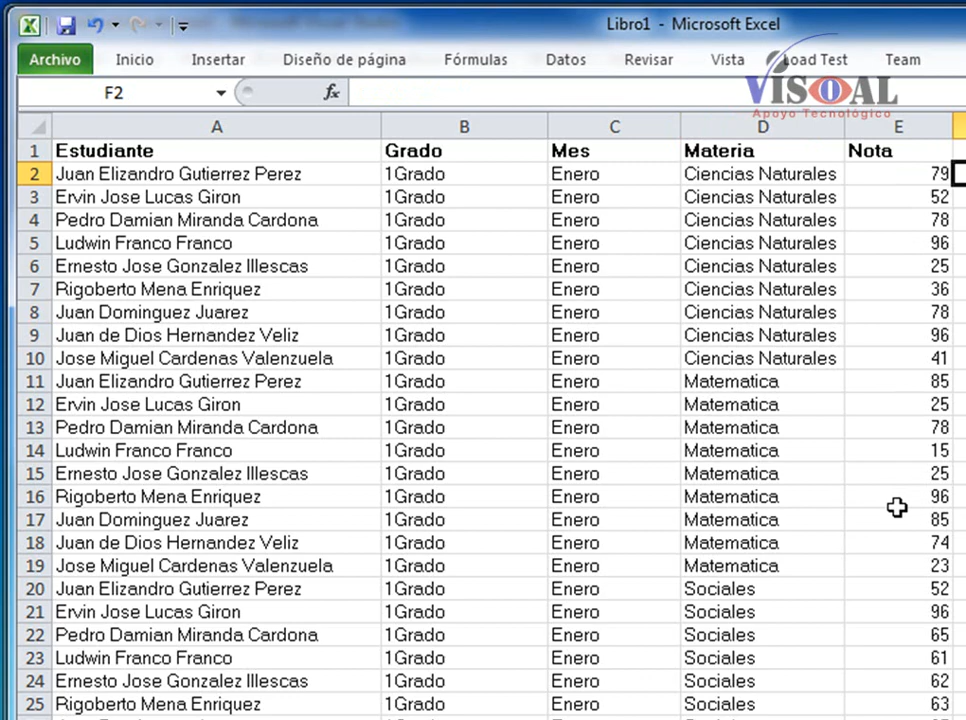 Libro1 - Microsoft Excel
Archivo Inicio Insertar Diseño de página Fórmulas Datos Revisar Vista Load Test Team
VISOAL
Apoyo Tecnológico
F2 fx
A B C D E
1 Estudiante Grado Mes Materia Nota
2 Juan Elizandro Gutierrez Perez 1Grado Enero Ciencias Naturales 79
3 Ervin Jose Lucas Giron 1Grado Enero Ciencias Naturales 52
4 Pedro Damian Miranda Cardona 1Grado Enero Ciencias Naturales 78
5 Ludwin Franco Franco 1Grado Enero Ciencias Naturales 96
6 Ernesto Jose Gonzalez Illescas 1Grado Enero Ciencias Naturales 25
7 Rigoberto Mena Enriquez 1Grado Enero Ciencias Naturales 36
8 Juan Dominguez Juarez 1Grado Enero Ciencias Naturales 78
9 Juan de Dios Hernandez Veliz 1Grado Enero Ciencias Naturales 96
10 Jose Miguel Cardenas Valenzuela 1Grado Enero Ciencias Naturales 41
11 Juan Elizandro Gutierrez Perez 1Grado Enero Matematica 85
12 Ervin Jose Lucas Giron 1Grado Enero Matematica 25
13 Pedro Damian Miranda Cardona 1Grado Enero Matematica 78
14 Ludwin Franco Franco 1Grado Enero Matematica 15
15 Ernesto Jose Gonzalez Illescas 1Grado Enero Matematica 25
16 Rigoberto Mena Enriquez 1Grado Enero Matematica 96
17 Juan Dominguez Juarez 1Grado Enero Matematica 85
18 Juan de Dios Hernandez Veliz 1Grado Enero Matematica 74
19 Jose Miguel Cardenas Valenzuela 1Grado Enero Matematica 23
20 Juan Elizandro Gutierrez Perez 1Grado Enero Sociales 52
21 Ervin Jose Lucas Giron 1Grado Enero Sociales 96
22 Pedro Damian Miranda Cardona 1Grado Enero Sociales 65
23 Ludwin Franco Franco 1Grado Enero Sociales 61
24 Ernesto Jose Gonzalez Illescas 1Grado Enero Sociales 62
25 Rigoberto Mena Enriquez 1Grado Enero Sociales 63